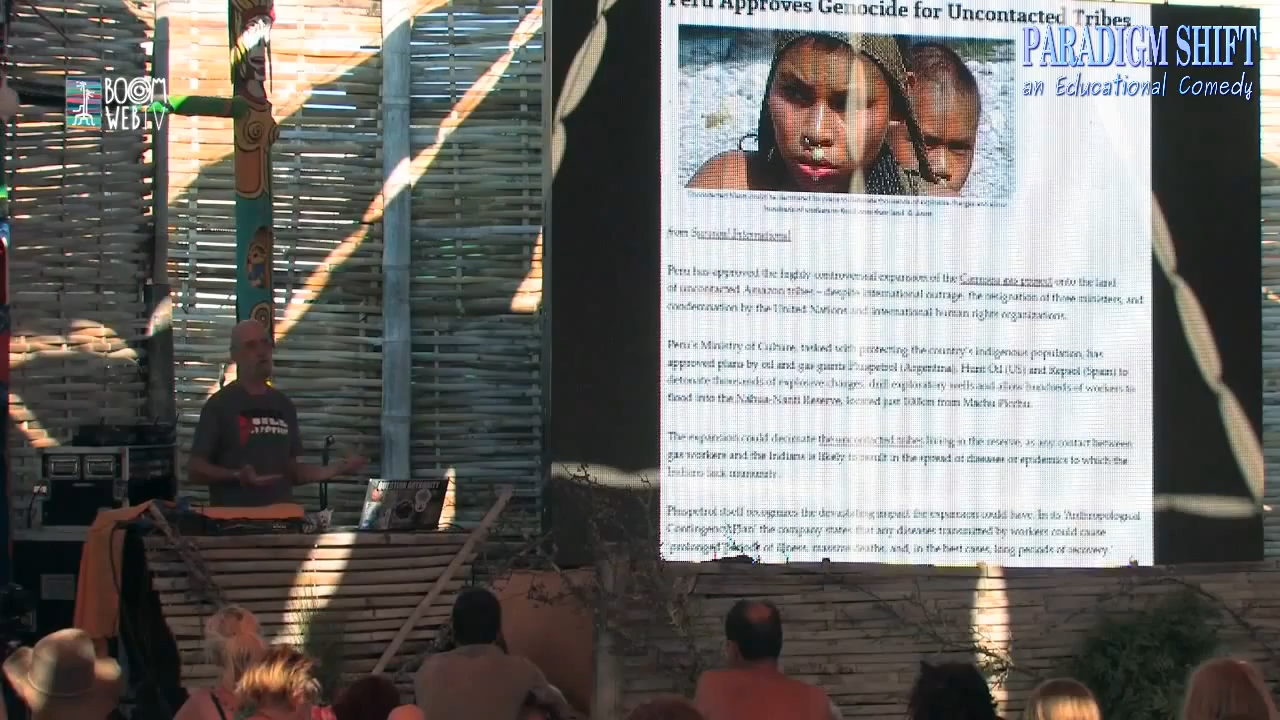 Peru Approves Genocide for Uncontacted Tribes
PARADIGM SHIFT
an Educational Comedy
BOOM
WEBTV
from Survival International
Peru has approved the highly controversial expansion of the Camisea gas project onto the land
of uncontacted Amazon tribes – despite international outrage, the resignation of three ministers, and
condemnation by the United Nations and international human rights organizations.
Peru's Ministry of Culture, tasked with protecting the country's indigenous population, has
approved plans by oil and gas giants Pluspetrol (Argentina), Hunt Oil (US) and Repsol (Spain) to
detonate thousands of explosive charges, drill exploratory wells and allow hundreds of workers to
flood into the Nahua-Nanti Reserve, located just 100km from Machu Picchu.
The expansion could decimate the uncontacted tribes living in the reserve, as any contact between
gas workers and the Indians is likely to result in the spread of diseases or epidemics to which the
Indians lack immunity.
Pluspetrol itself recognizes the devastating impact the expansion could have. In its 'Anthropological
Contingency Plan' the company states that any diseases transmitted by workers could cause
'prolonged periods of illness, massive deaths, and, in the best cases, long periods of recovery.'
QUESTION AUTHORITY